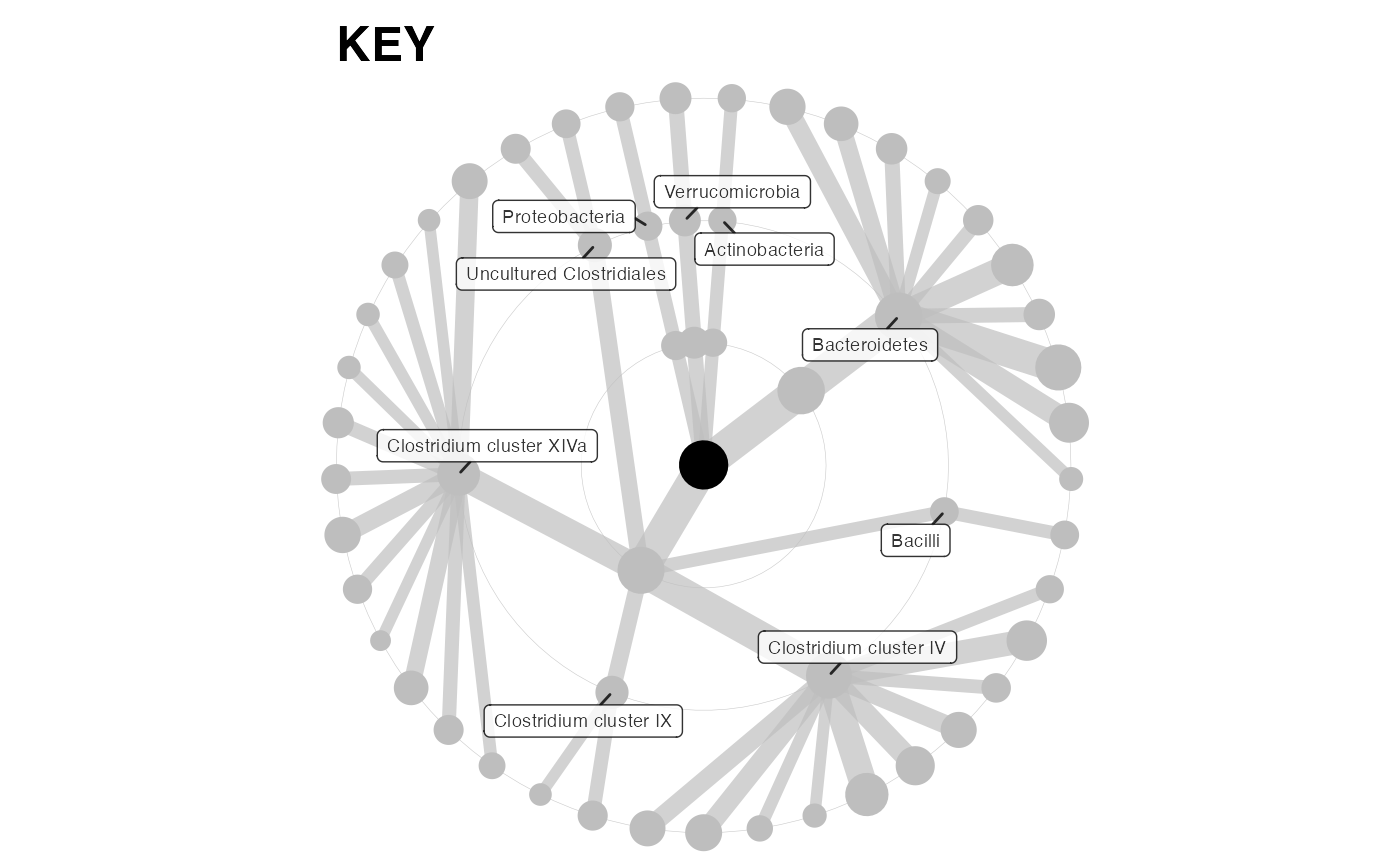 KEY
Verrucomicrobia
Proteobacteria
Actinobacteria
Uncultured Clostridiales
Bacteroidetes
Clostridium cluster XIVa
Bacilli
Clostridium cluster IV
Clostridium cluster IX